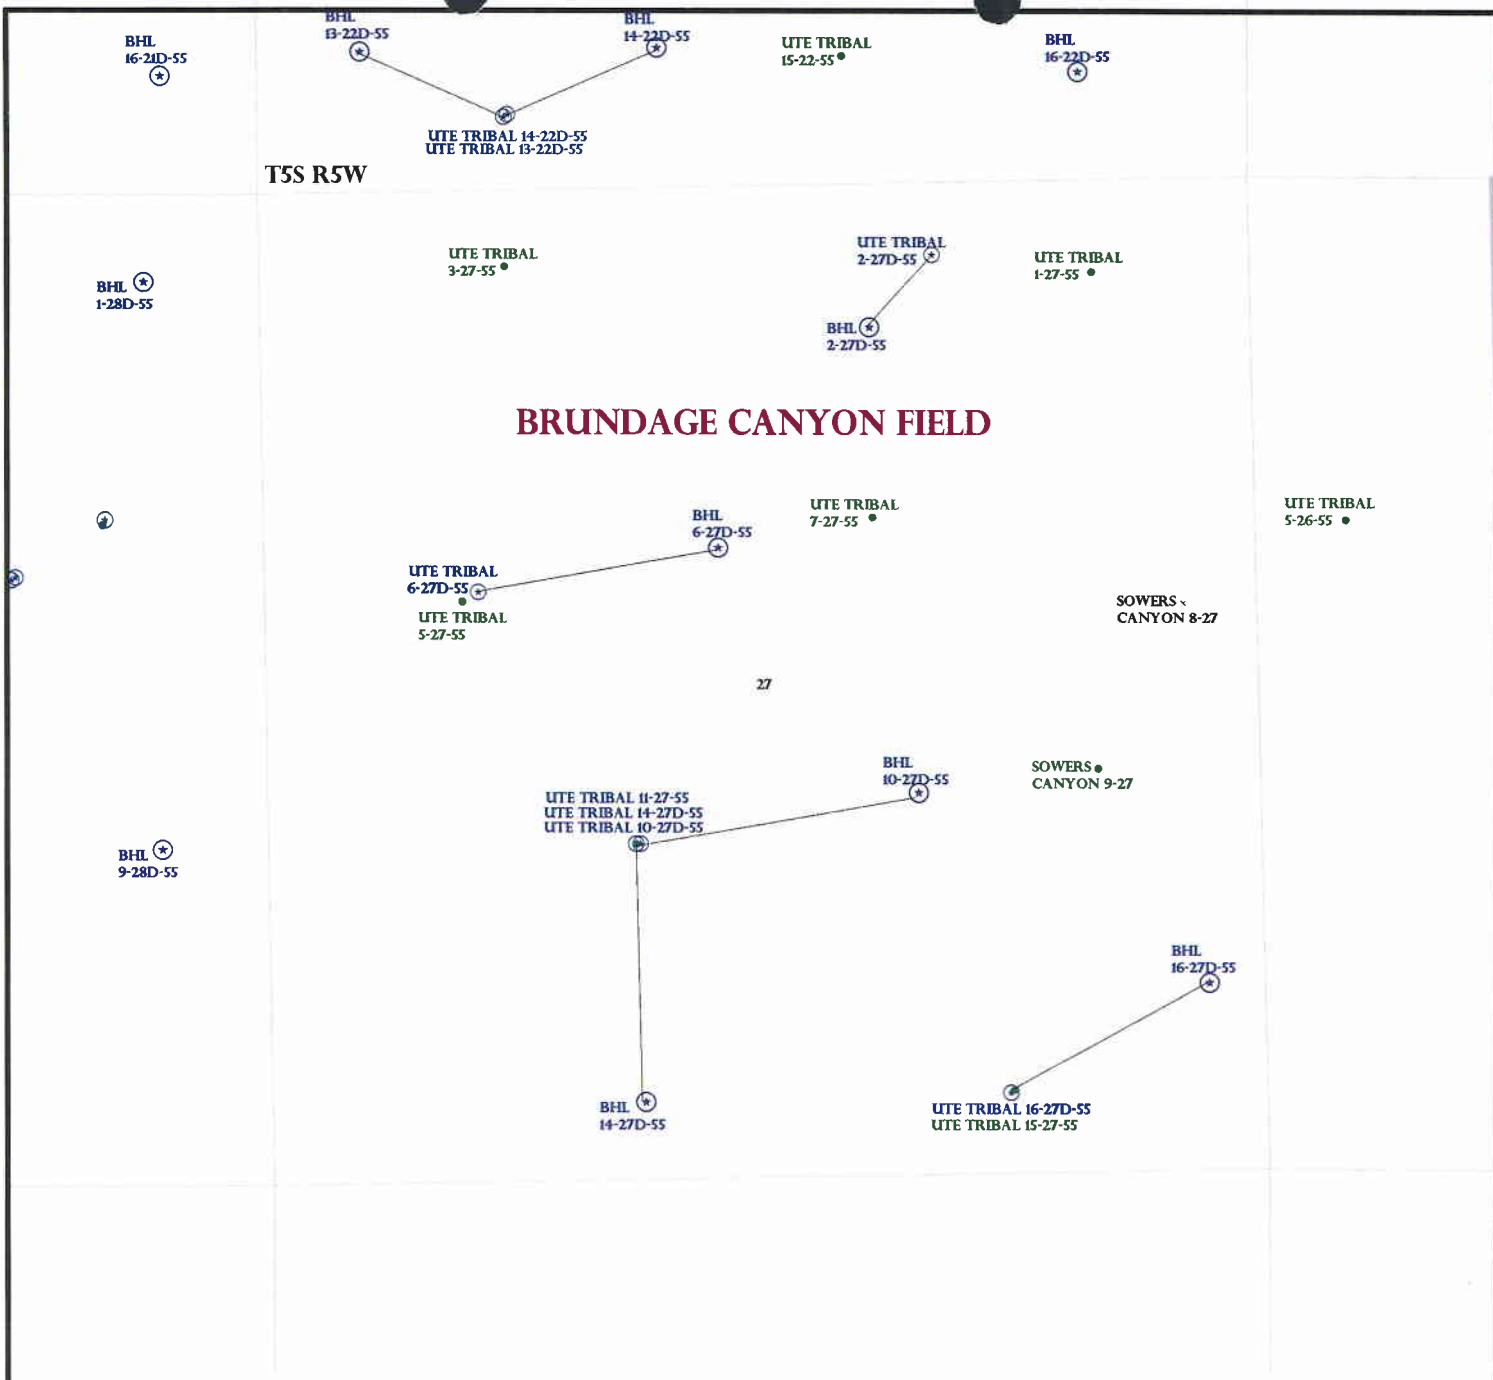 BHL
16-21D-55
BHL
13-22D-55
BHL
14-22D-55
UTE TRIBAL
15-22-55
BHL
16-22D-55
UTE TRIBAL 14-22D-55
UTE TRIBAL 13-22D-55
T5S R5W
UTE TRIBAL
3-27-55
UTE TRIBAL
2-27D-55
UTE TRIBAL
1-27-55
BHL
1-28D-55
BHL
2-27D-55
BRUNDAGE CANYON FIELD
BHL
6-27D-55
UTE TRIBAL
7-27-55
UTE TRIBAL
5-26-55
UTE TRIBAL
6-27D-55
UTE TRIBAL
5-27-55
SOWERS
CANYON 8-27
27
BHL
10-27D-55
SOWERS
CANYON 9-27
UTE TRIBAL 11-27-55
UTE TRIBAL 14-27D-55
UTE TRIBAL 10-27D-55
BHL
9-28D-55
BHL
16-27D-55
BHL
14-27D-55
UTE TRIBAL 16-27D-55
UTE TRIBAL 15-27-55